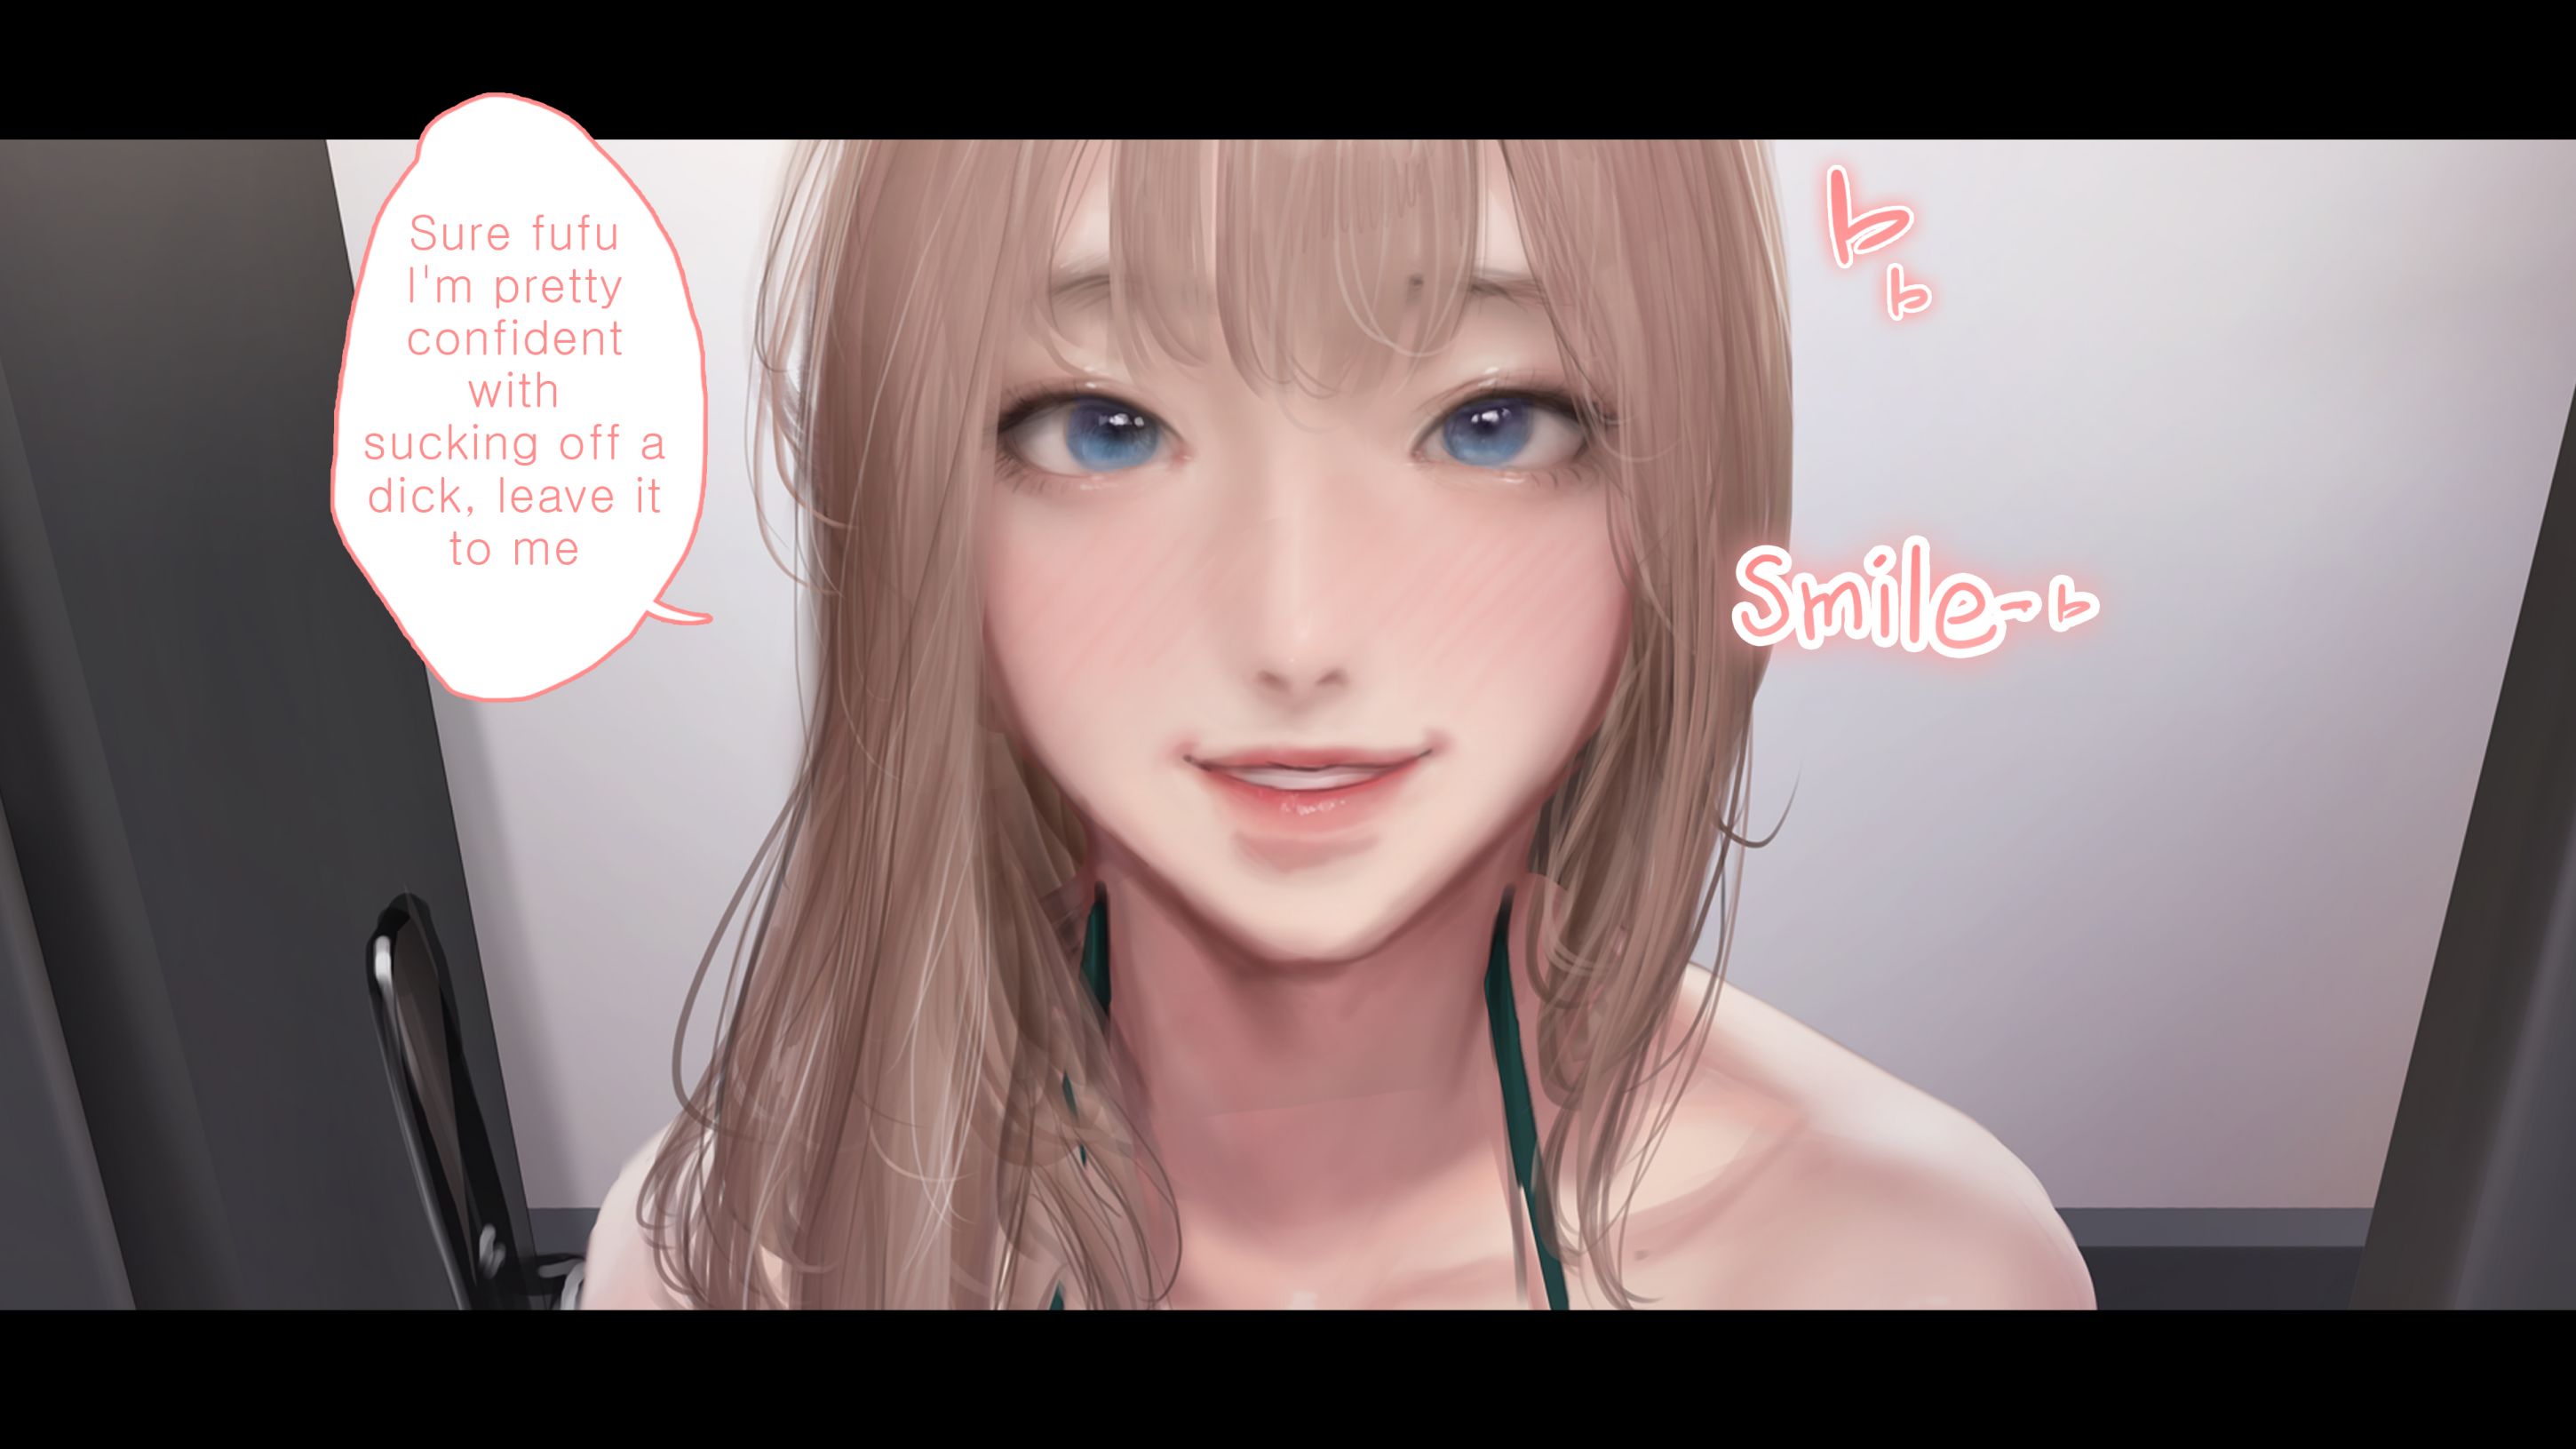 Sure fufu
I'm pretty
confident
with
sucking off a
dick, leave it
to me
Smile~